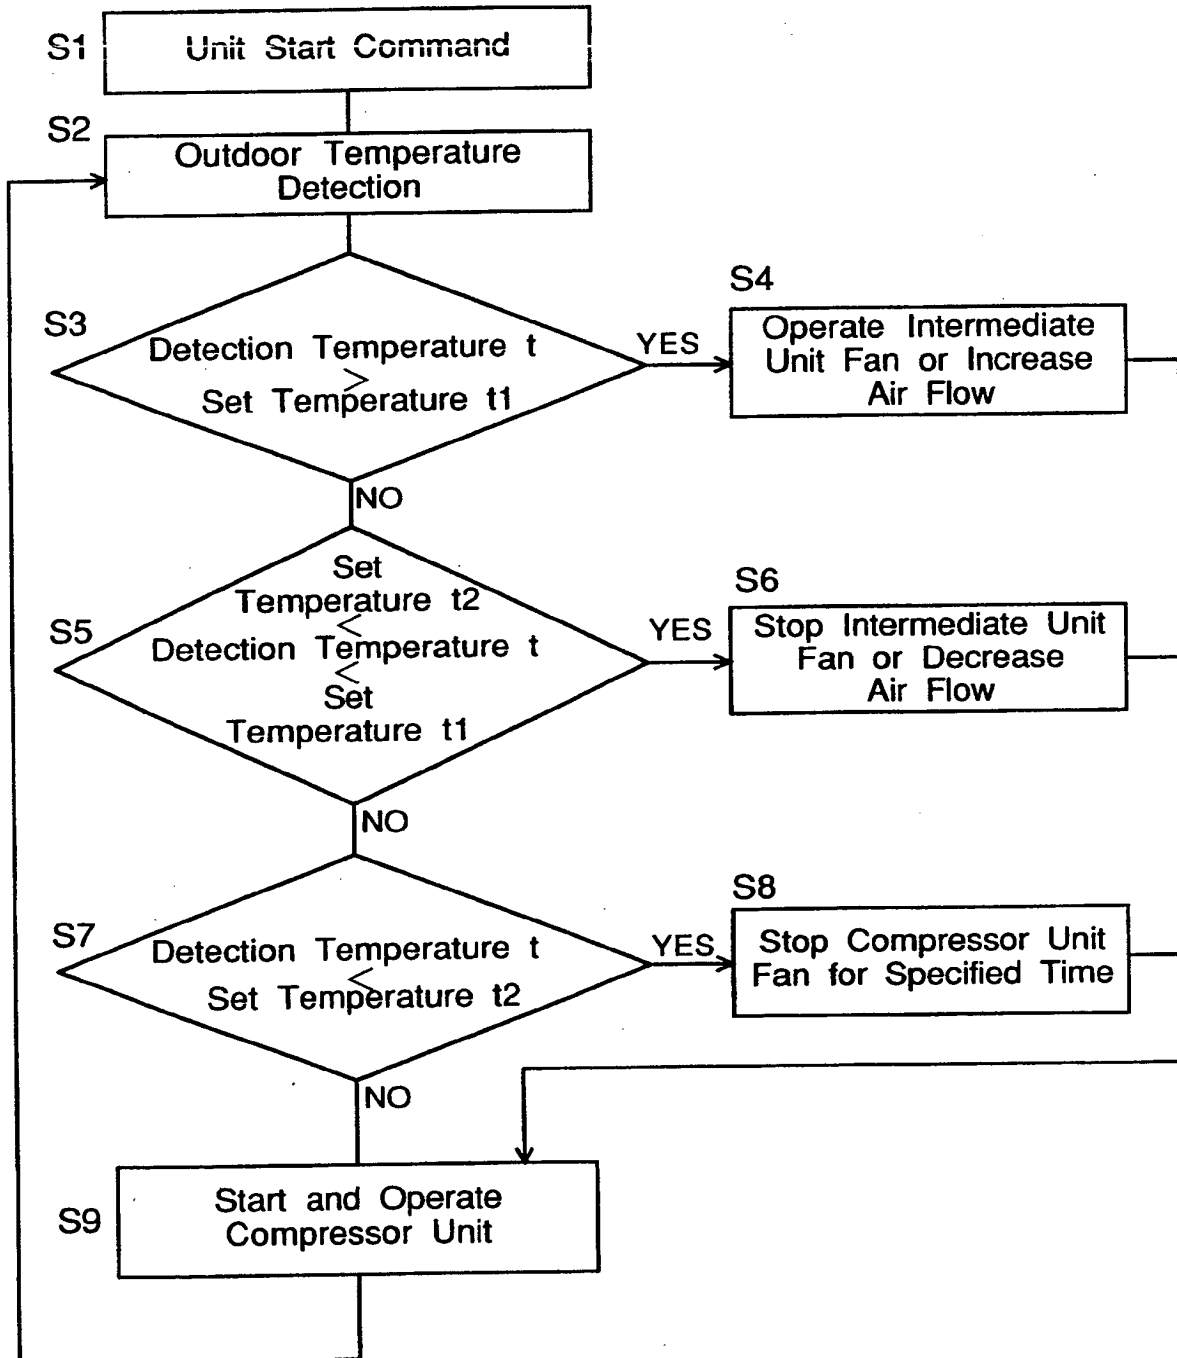 S1
Unit Start Command
S2
Outdoor Temperature
Detection
S3
Detection Temperature t
>
Set Temperature t1
YES
S4
Operate Intermediate
Unit Fan or Increase
Air Flow
NO
S5
Set
Temperature t2
<
Detection Temperature t
<
Set
Temperature t1
YES
S6
Stop Intermediate Unit
Fan or Decrease
Air Flow
NO
S7
Detection Temperature t
<
Set Temperature t2
YES
S8
Stop Compressor Unit
Fan for Specified Time
NO
S9
Start and Operate
Compressor Unit